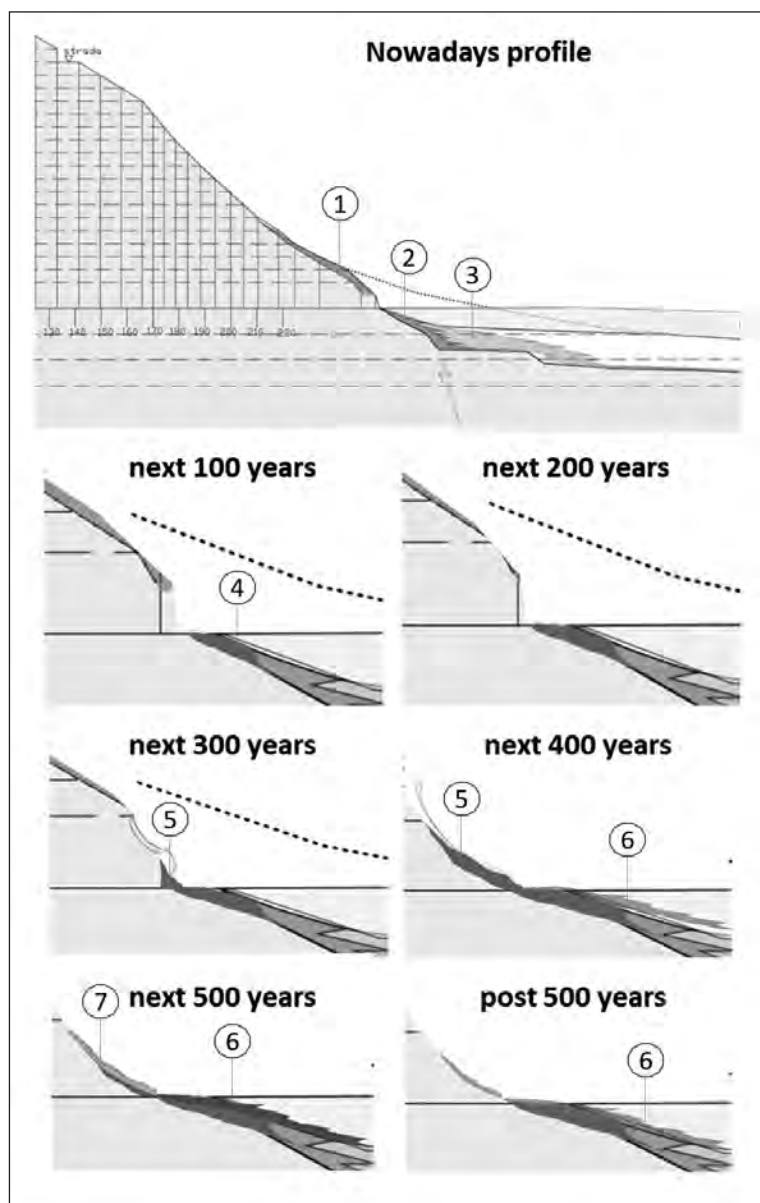 Nowadays profile
strada
1
2
3
130 140 150 160 170 180 190 200 210 220
next 100 years
next 200 years
4
next 300 years
next 400 years
5
5
6
next 500 years
post 500 years
7
6
6